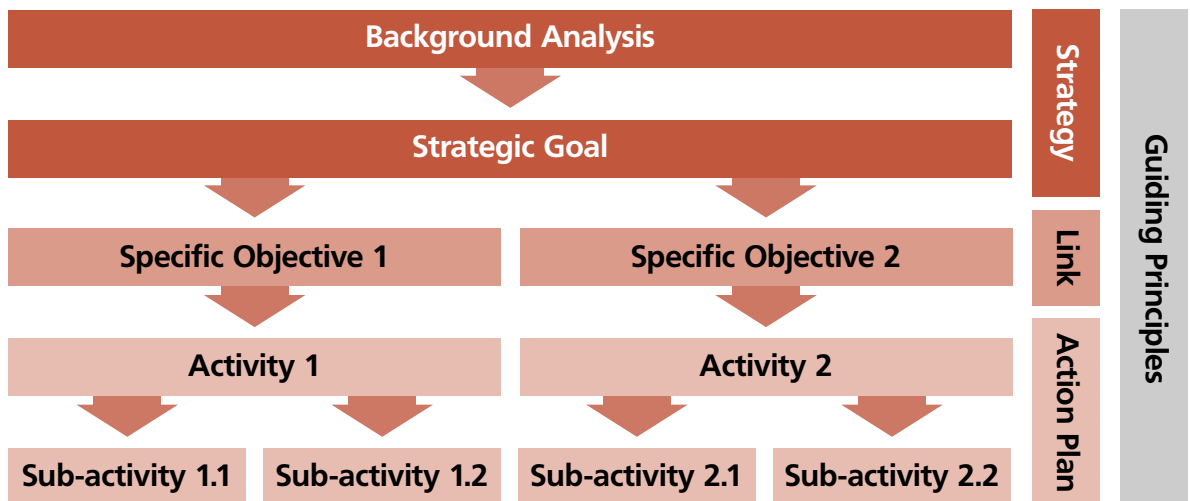 Background Analysis
Strategic Goal
Specific Objective 1
Specific Objective 2
Activity 1
Activity 2
Sub-activity 1.1
Sub-activity 1.2
Sub-activity 2.1
Sub-activity 2.2
Strategy
Link
Action Plan
Guiding Principles